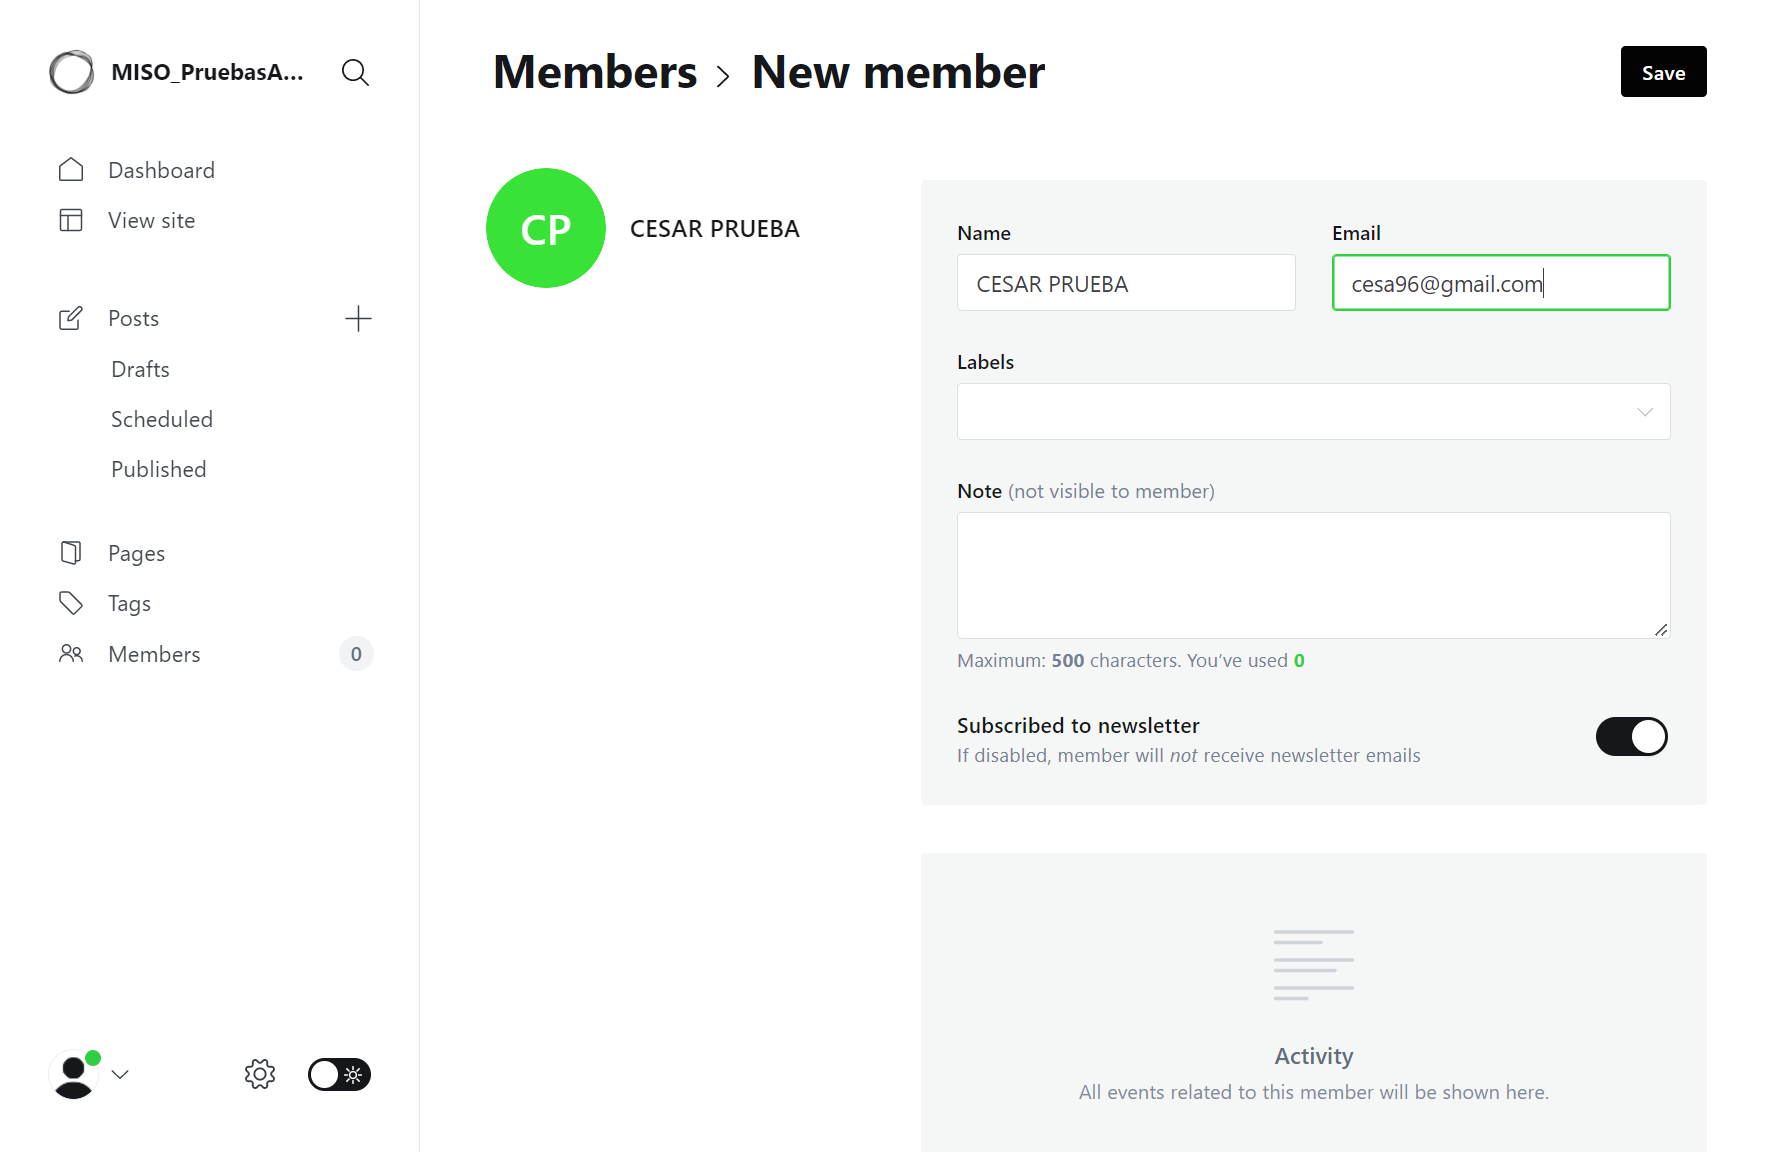 MISO_PruebasA...
Dashboard
View site
Posts
Drafts
Scheduled
Published
Pages
Tags
Members 0
Members > New member
Save
CP CESAR PRUEBA
Name Email
CESAR PRUEBA cesa96@gmail.com
Labels
Note (not visible to member)
Maximum: 500 characters. You’ve used 0
Subscribed to newsletter
If disabled, member will not receive newsletter emails
Activity
All events related to this member will be shown here.